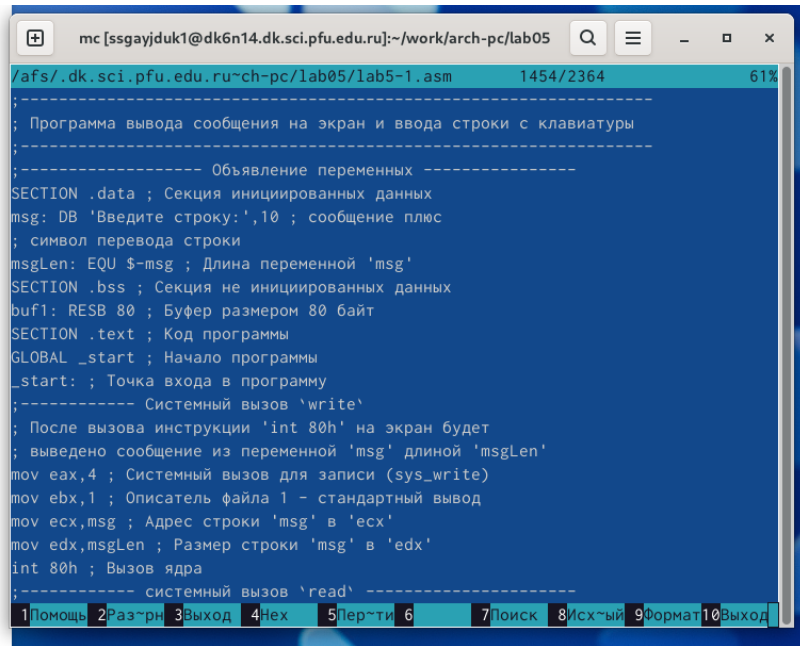 mc [ssgayjduk1@dk6n14.dk.sci.pfu.edu.ru]:~/work/arch-pc/lab05
/afs/.dk.sci.pfu.edu.ru~ch-pc/lab05/lab5-1.asm 1454/2364 61%
;------------------------------------------------------------------
; Программа вывода сообщения на экран и ввода строки с клавиатуры
;------------------------------------------------------------------
;------------------- Объявление переменных ----------------
SECTION .data ; Секция инициированных данных
msg: DB 'Введите строку:',10 ; сообщение плюс
; символ перевода строки
msgLen: EQU $-msg ; Длина переменной 'msg'
SECTION .bss ; Секция не инициированных данных
buf1: RESB 80 ; Буфер размером 80 байт
SECTION .text ; Код программы
GLOBAL _start ; Начало программы
_start: ; Точка входа в программу
;------------ Системный вызов `write`
; После вызова инструкции 'int 80h' на экран будет
; выведено сообщение из переменной 'msg' длиной 'msgLen'
mov eax,4 ; Системный вызов для записи (sys_write)
mov ebx,1 ; Описатель файла 1 - стандартный вывод
mov ecx,msg ; Адрес строки 'msg' в 'ecx'
mov edx,msgLen ; Размер строки 'msg' в 'edx'
int 80h ; Вызов ядра
;------------ системный вызов `read` ----------------------
1Помощь 2Раз~рн 3Выход 4Hex 5Пер~ти 6 7Поиск 8Исх~ый 9Формат 10Выход